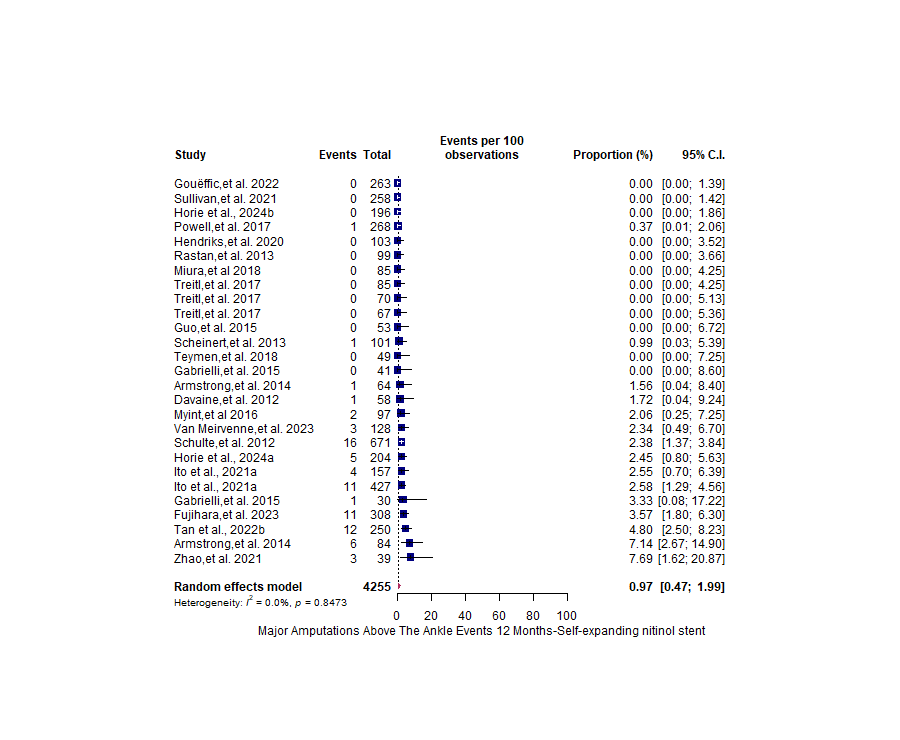 Events per 100
Study Events Total observations Proportion (%) 95% C.I.
Gouëffic,et al. 2022 0 263 0.00 [0.00; 1.39]
Sullivan,et al. 2021 0 258 0.00 [0.00; 1.42]
Horie et al., 2024b 0 196 0.00 [0.00; 1.86]
Powell,et al. 2017 1 268 0.37 [0.01; 2.06]
Hendriks,et al. 2020 0 103 0.00 [0.00; 3.52]
Rastan,et al. 2013 0 99 0.00 [0.00; 3.66]
Miura,et al 2018 0 85 0.00 [0.00; 4.25]
Treitl,et al. 2017 0 85 0.00 [0.00; 4.25]
Treitl,et al. 2017 0 70 0.00 [0.00; 5.13]
Treitl,et al. 2017 0 67 0.00 [0.00; 5.36]
Guo,et al. 2015 0 53 0.00 [0.00; 6.72]
Scheinert,et al. 2013 1 101 0.99 [0.03; 5.39]
Teymen,et al. 2018 0 49 0.00 [0.00; 7.25]
Gabrielli,et al. 2015 0 41 0.00 [0.00; 8.60]
Armstrong,et al. 2014 1 64 1.56 [0.04; 8.40]
Davaine,et al. 2012 1 58 1.72 [0.04; 9.24]
Myint,et al 2016 2 97 2.06 [0.25; 7.25]
Van Meirvenne,et al. 2023 3 128 2.34 [0.49; 6.70]
Schulte,et al. 2012 16 671 2.38 [1.37; 3.84]
Horie et al., 2024a 5 204 2.45 [0.80; 5.63]
Ito et al., 2021a 4 157 2.55 [0.70; 6.39]
Ito et al., 2021a 11 427 2.58 [1.29; 4.56]
Gabrielli,et al. 2015 1 30 3.33 [0.08; 17.22]
Fujihara,et al. 2023 11 308 3.57 [1.80; 6.30]
Tan et al., 2022b 12 250 4.80 [2.50; 8.23]
Armstrong,et al. 2014 6 84 7.14 [2.67; 14.90]
Zhao,et al. 2021 3 39 7.69 [1.62; 20.87]
Random effects model 4255 0.97 [0.47; 1.99]
Heterogeneity: I² = 0.0%, p = 0.8473
0 20 40 60 80 100
Major Amputations Above The Ankle Events 12 Months-Self-expanding nitinol stent